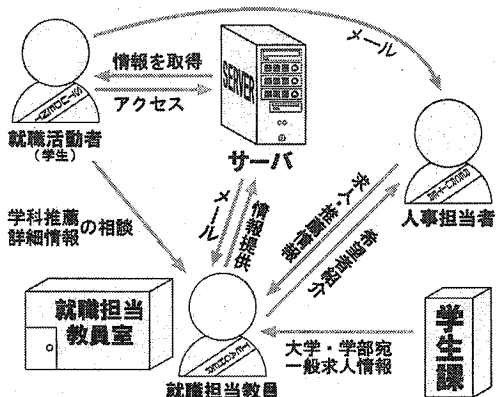 メール
情報を取得
アクセス
SERVER
STUDENT
就職活動者
(学生)
サーバ
RECRUITER
人事担当者
学科推薦
詳細情報
の相談
メール
情報提供
求人・推薦情報
希望者紹介
就職担当
教員室
TEACHER
就職担当教員
大学・学部宛
一般求人情報
学生課